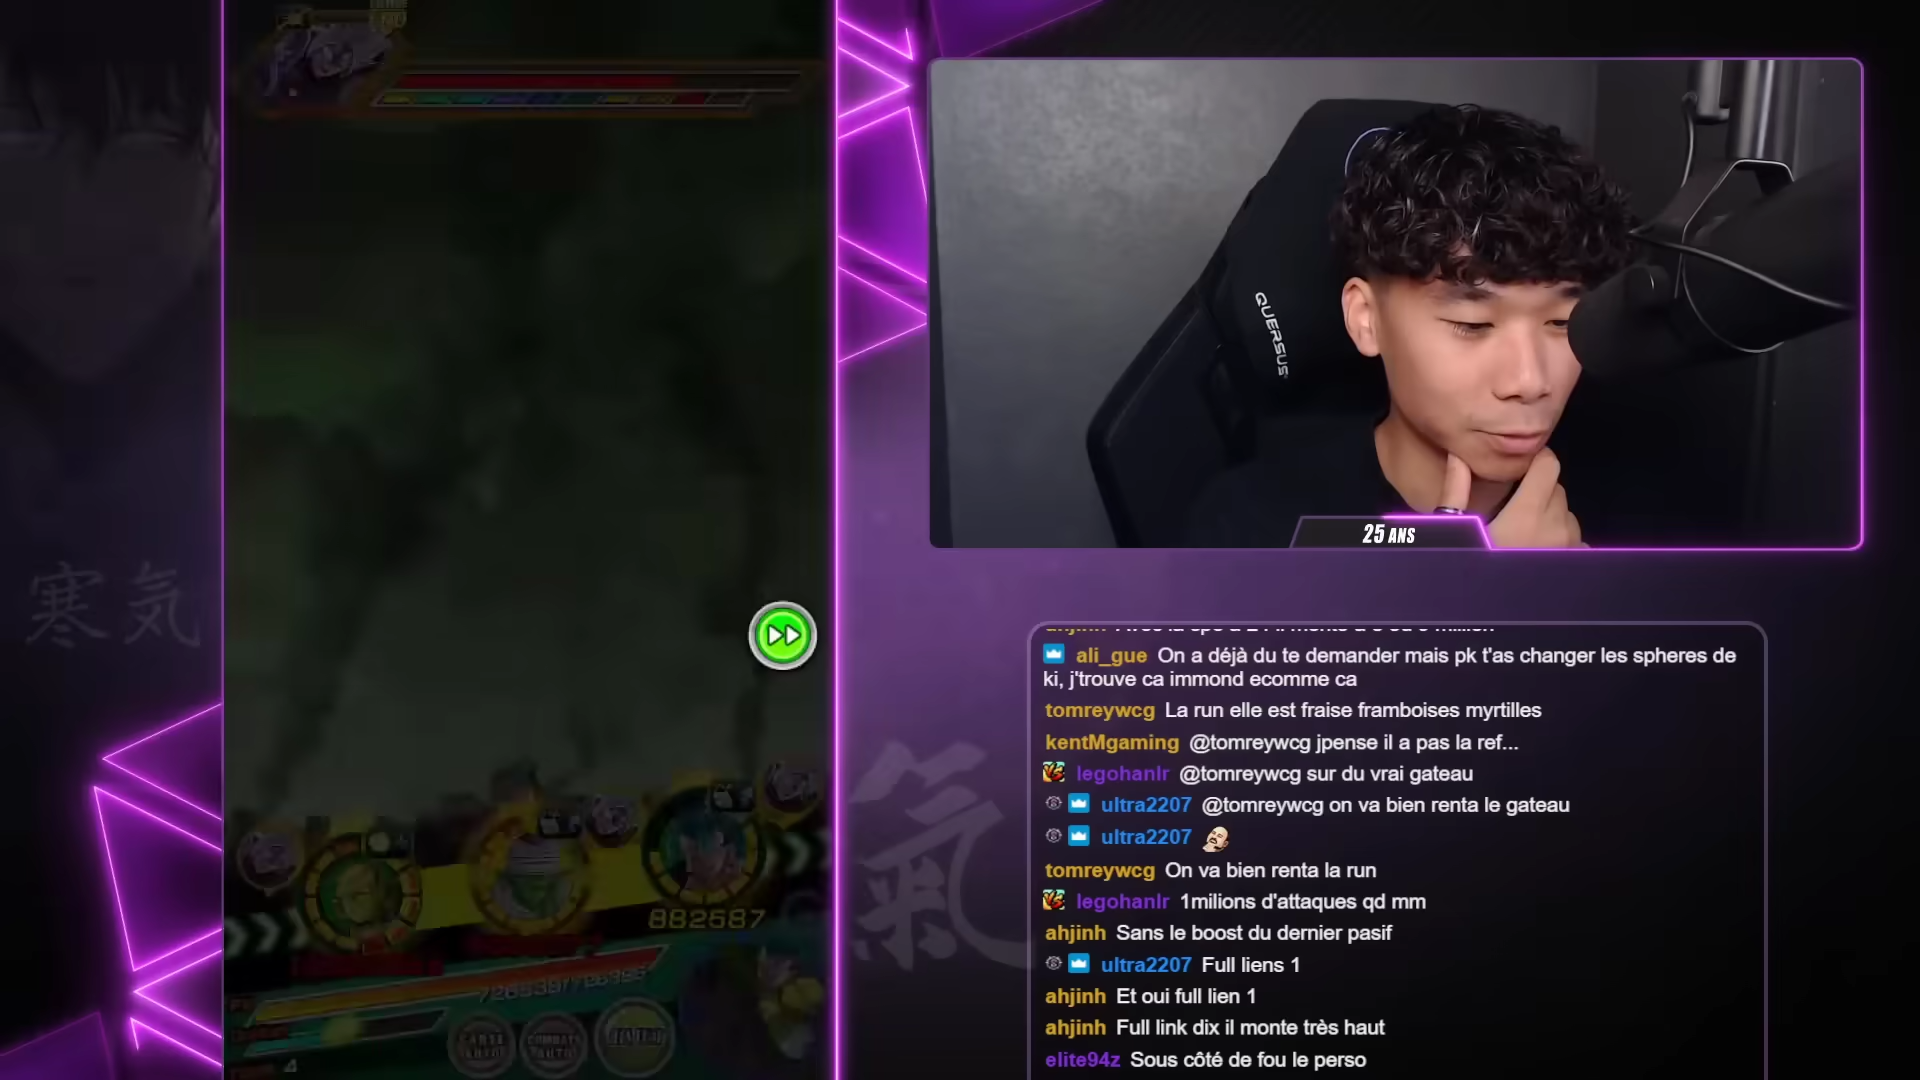 寒気
氣
882587
CARTE
AUTO
COMBATS
AUTO
4
QUERSUS
25 ANS
ali_gue On a déjà du te demander mais pk t'as changer les spheres de
ki, j'trouve ca immond ecomme ca
tomreywcg La run elle est fraise framboises myrtilles
kentMgaming @tomreywcg jpense il a pas la ref...
legohanlr @tomreywcg sur du vrai gateau
ultra2207 @tomreywcg on va bien renta le gateau
ultra2207
tomreywcg On va bien renta la run
legohanlr 1milions d'attaques qd mm
ahjinh Sans le boost du dernier pasif
ultra2207 Full liens 1
ahjinh Et oui full lien 1
ahjinh Full link dix il monte très haut
elite94z Sous côté de fou le perso